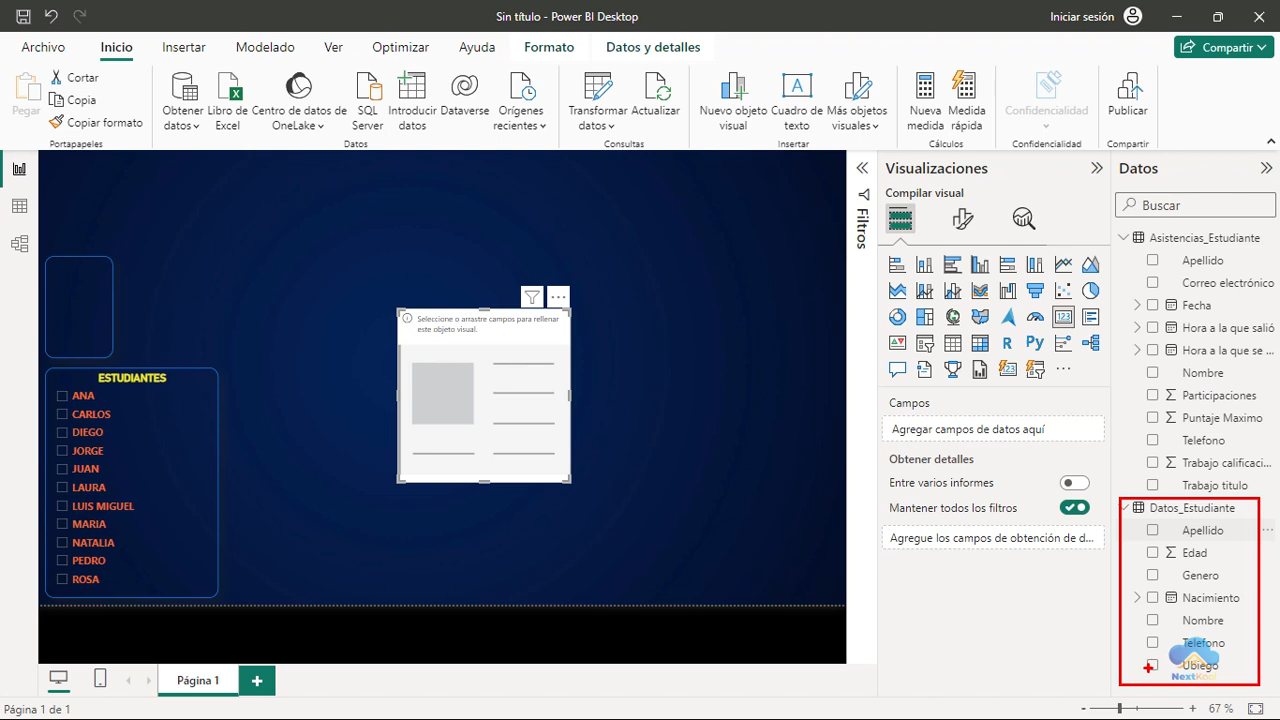 Sin título - Power BI Desktop
Iniciar sesión
Archivo
Inicio
Insertar
Modelado
Ver
Optimizar
Ayuda
Formato
Datos y detalles
Compartir
Pegar
Cortar
Copia
Copiar formato
Portapapeles
Obtener datos
Libro de Excel
Centro de datos de OneLake
SQL Server
Introducir datos
Dataverse
Orígenes recientes
Datos
Transformar datos
Actualizar
Consultas
Nuevo objeto visual
Cuadro de texto
Más objetos visuales
Insertar
Nueva medida
Medida rápida
Cálculos
Confidencialidad
Confidencialidad
Publicar
Compartir
ESTUDIANTES
ANA
CARLOS
DIEGO
JORGE
JUAN
LAURA
LUIS MIGUEL
MARIA
NATALIA
PEDRO
ROSA
Seleccione o arrastre campos para rellenar
este objeto visual.
Filtros
Visualizaciones
Compilar visual
R
Py
123
Campos
Agregar campos de datos aquí
Obtener detalles
Entre varios informes
Mantener todos los filtros
Agregue los campos de obtención de d...
Datos
Buscar
Asistencias_Estudiante
Apellido
Correo electrónico
Fecha
Hora a la que salió
Hora a la que se ...
Nombre
Participaciones
Puntaje Maximo
Telefono
Trabajo calificaci...
Trabajo titulo
Datos_Estudiante
Apellido
Edad
Genero
Nacimiento
Nombre
Telefono
NextKool
Página 1
Página 1 de 1
67 %